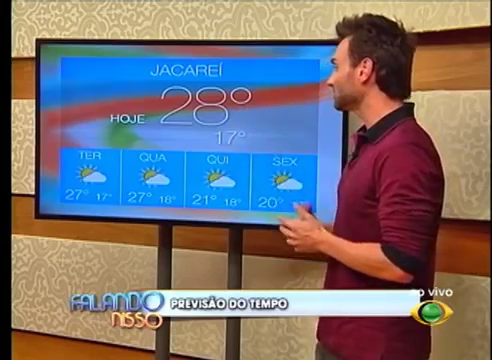 JACAREÍ
HOJE 28°
17°
TER QUA QUI SEX
27° 17° 27° 18° 21° 18° 20°
ao vivo
FALANDO NISSO
PREVISÃO DO TEMPO